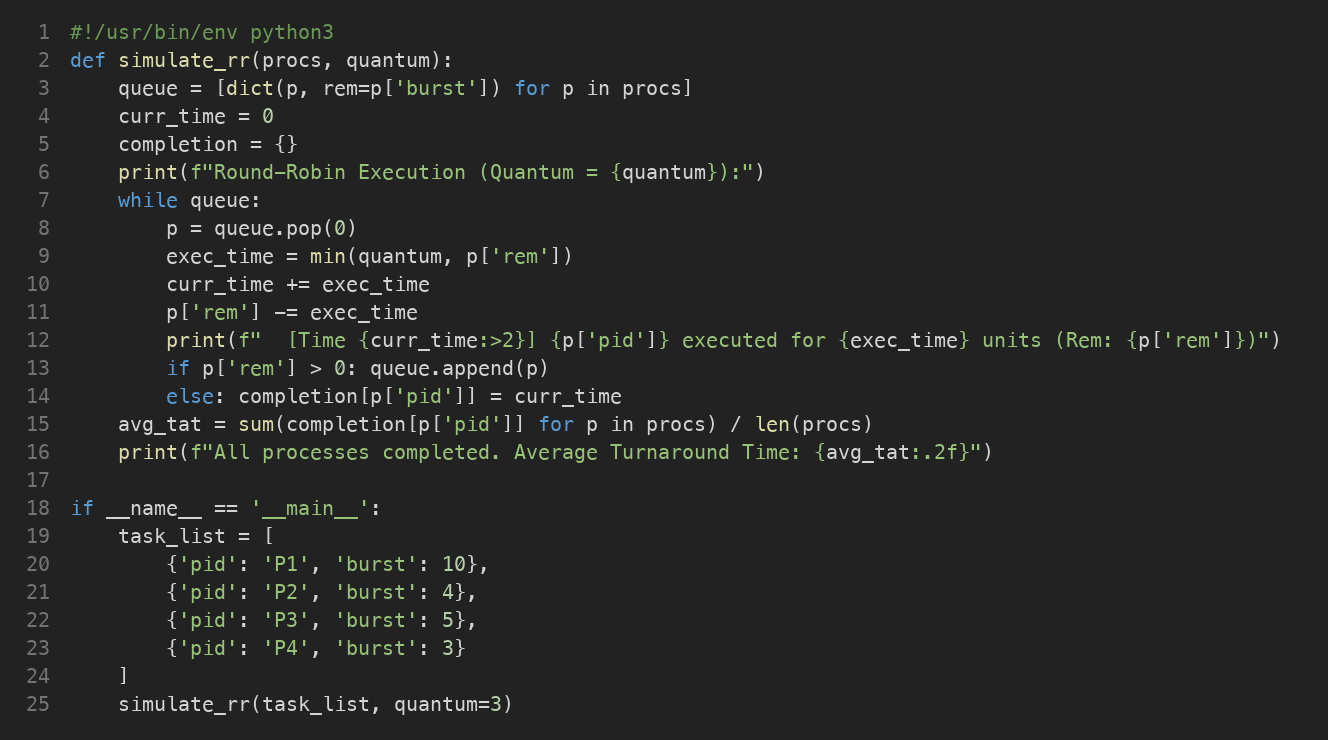 1 #!/usr/bin/env python3
2 def simulate_rr(procs, quantum):
3     queue = [dict(p, rem=p['burst']) for p in procs]
4     curr_time = 0
5     completion = {}
6     print(f"Round-Robin Execution (Quantum = {quantum}):")
7     while queue:
8         p = queue.pop(0)
9         exec_time = min(quantum, p['rem'])
10         curr_time += exec_time
11         p['rem'] -= exec_time
12         print(f"  [Time {curr_time:>2}] {p['pid']} executed for {exec_time} units (Rem: {p['rem']})")
13         if p['rem'] > 0: queue.append(p)
14         else: completion[p['pid']] = curr_time
15     avg_tat = sum(completion[p['pid']] for p in procs) / len(procs)
16     print(f"All processes completed. Average Turnaround Time: {avg_tat:.2f}")
17
18 if __name__ == '__main__':
19     task_list = [
20         {'pid': 'P1', 'burst': 10},
21         {'pid': 'P2', 'burst': 4},
22         {'pid': 'P3', 'burst': 5},
23         {'pid': 'P4', 'burst': 3}
24     ]
25     simulate_rr(task_list, quantum=3)